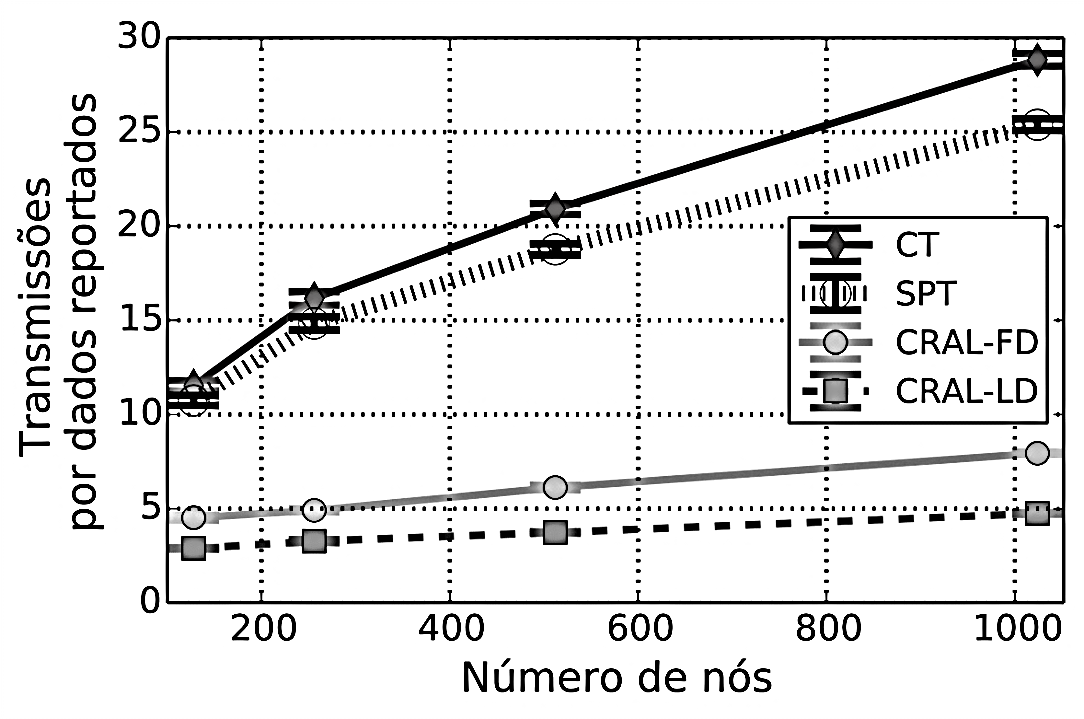 Transmissões
por dados reportados
30
25
20
15
10
5
0
CT
SPT
CRAL-FD
CRAL-LD
200 400 600 800 1000
Número de nós